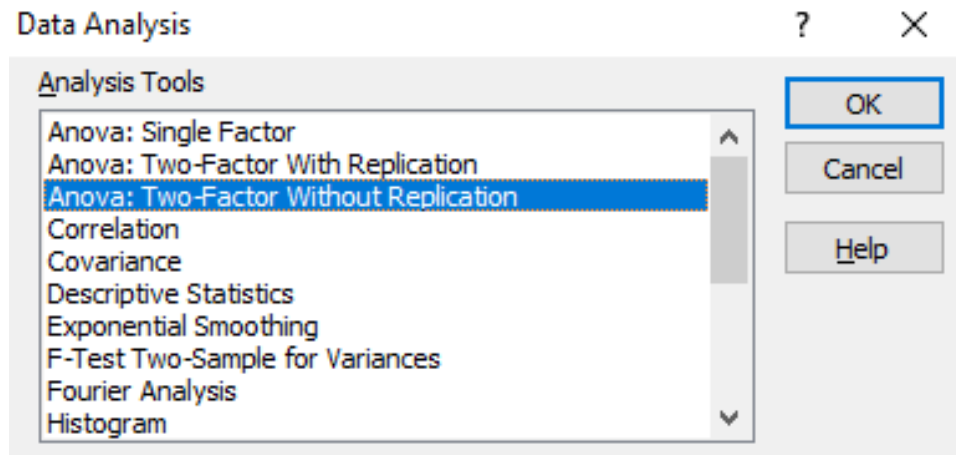 Data Analysis ? ×
Analysis Tools
Anova: Single Factor
Anova: Two-Factor With Replication
Anova: Two-Factor Without Replication
Correlation
Covariance
Descriptive Statistics
Exponential Smoothing
F-Test Two-Sample for Variances
Fourier Analysis
Histogram
OK
Cancel
Help